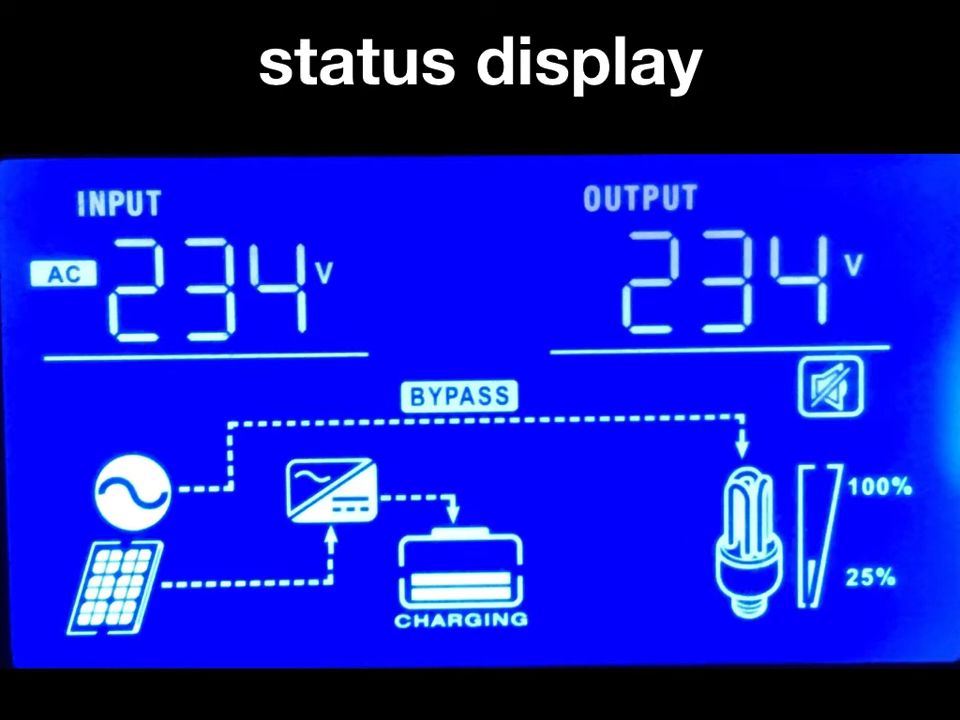 status display
INPUT
OUTPUT
AC 234 V
234 V
BYPASS
100%
25%
CHARGING